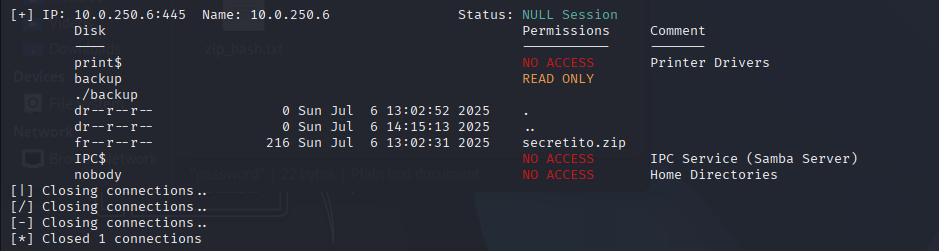 [+] IP: 10.0.250.6:445 Name: 10.0.250.6 Status: NULL Session
Disk Permissions Comment
---- ----------- -------
print$ NO ACCESS Printer Drivers
backup READ ONLY
./backup
dr--r--r-- 0 Sun Jul 6 13:02:52 2025 .
dr--r--r-- 0 Sun Jul 6 14:15:13 2025 ..
fr--r--r-- 216 Sun Jul 6 13:02:31 2025 secretito.zip
IPC$ NO ACCESS IPC Service (Samba Server)
nobody NO ACCESS Home Directories
[|] Closing connections..
[/] Closing connections..
[-] Closing connections..
[*] Closed 1 connections
zip_hash.txt
Downloads
Devices